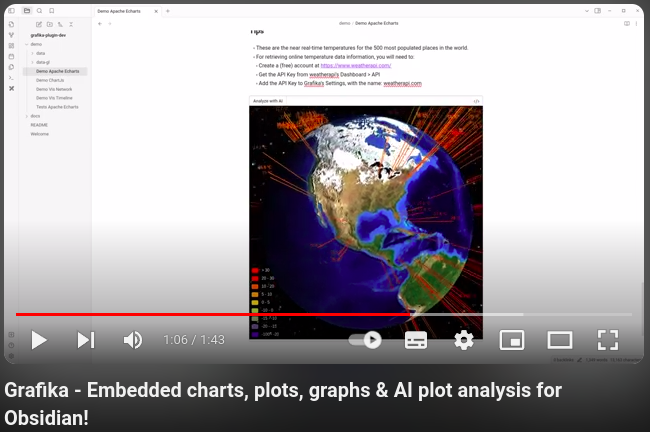 Demo Apache Echarts
grafika-plugin-dev
demo
data
data-gl
Demo Apache Echarts
Demo Chart.js
Demo Vis Network
Demo Vis Timeline
Tests Apache Echarts
docs
README
Welcome
demo / Demo Apache Echarts
Tips
- These are the near real-time temperatures for the 500 most populated places in the world.
- For retrieving online temperature data information, you will need to:
- Create a (free) account at https://www.weatherapi.com/
- Get the API Key from weatherapi's Dashboard > API
- Add the API Key to Grafika's Settings, with the name: weatherapi.com
Analyze with AI
</>
> 30
20 - 30
10 - 20
5 - 10
0 - 5
-10 - 0
-20 - -15
1:06 / 1:43
Grafika - Embedded charts, plots, graphs & AI plot analysis for
Obsidian!